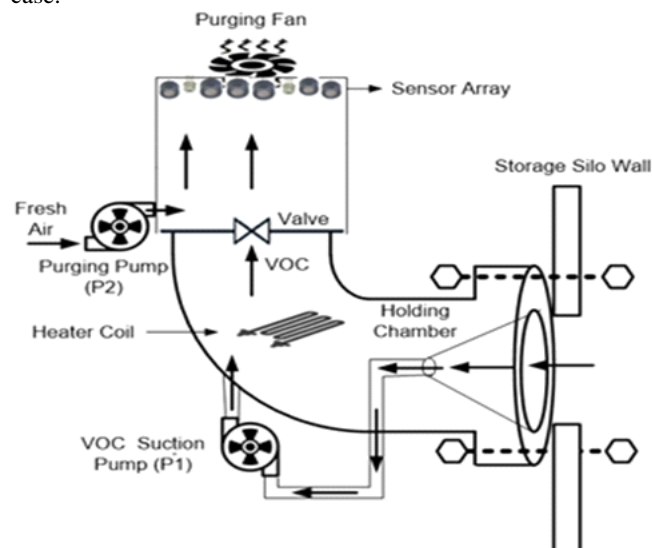 case.
Purging Fan
Sensor Array
Storage Silo Wall
Fresh
Air
Valve
Purging Pump
(P2)
VOC
Holding
Chamber
Heater Coil
VOC Suction
Pump (P1)